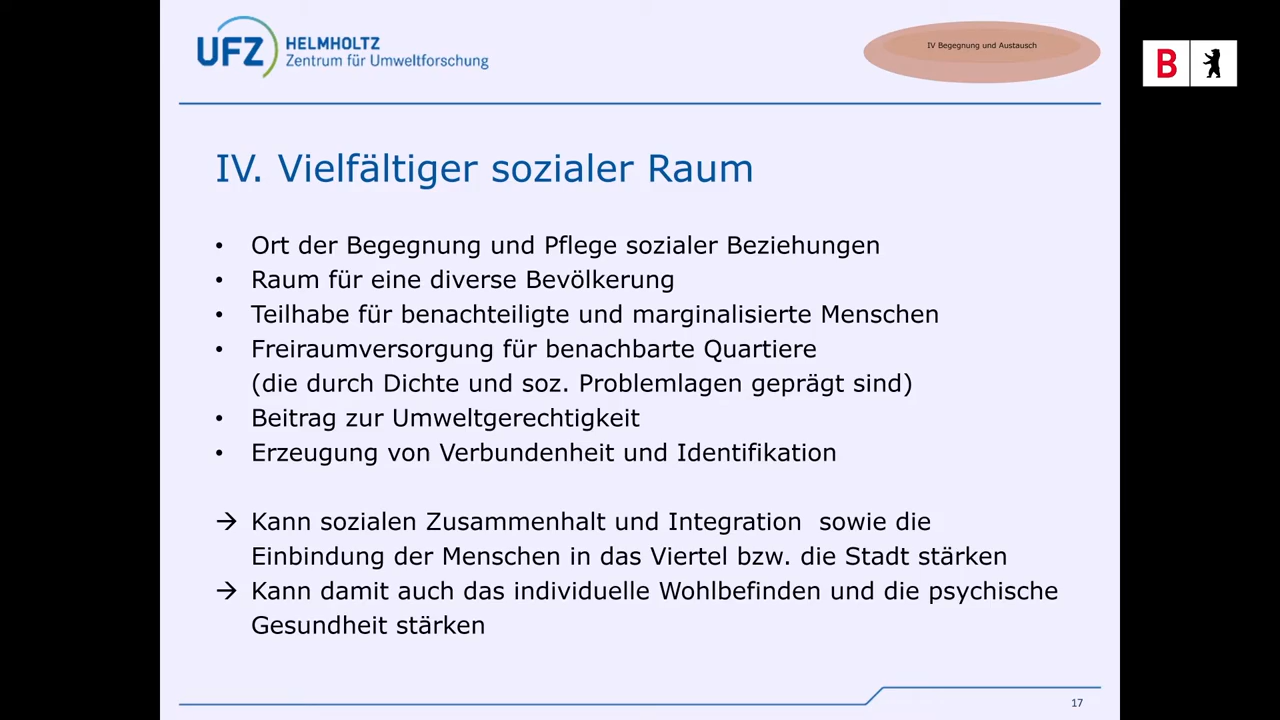 UFZ HELMHOLTZ
Zentrum für Umweltforschung
IV Begegnung und Austausch
B
IV. Vielfältiger sozialer Raum
• Ort der Begegnung und Pflege sozialer Beziehungen
• Raum für eine diverse Bevölkerung
• Teilhabe für benachteiligte und marginalisierte Menschen
• Freiraumversorgung für benachbarte Quartiere
(die durch Dichte und soz. Problemlagen geprägt sind)
• Beitrag zur Umweltgerechtigkeit
• Erzeugung von Verbundenheit und Identifikation
→ Kann sozialen Zusammenhalt und Integration  sowie die
Einbindung der Menschen in das Viertel bzw. die Stadt stärken
→ Kann damit auch das individuelle Wohlbefinden und die psychische
Gesundheit stärken
17